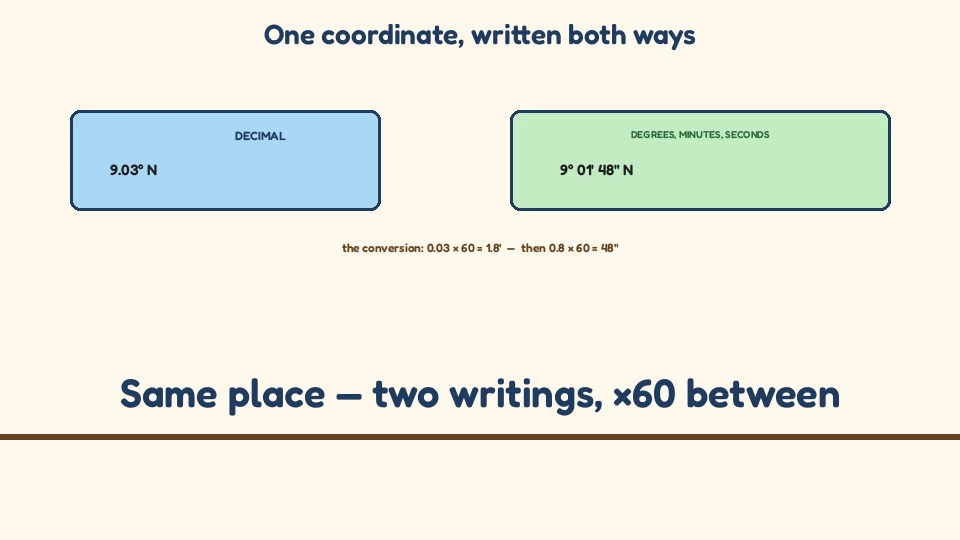 One coordinate, written both ways
DECIMAL
9.03° N
DEGREES, MINUTES, SECONDS
9° 01' 48" N
the conversion: 0.03 × 60 = 1.8' — then 0.8 × 60 = 48"
Same place — two writings, ×60 between